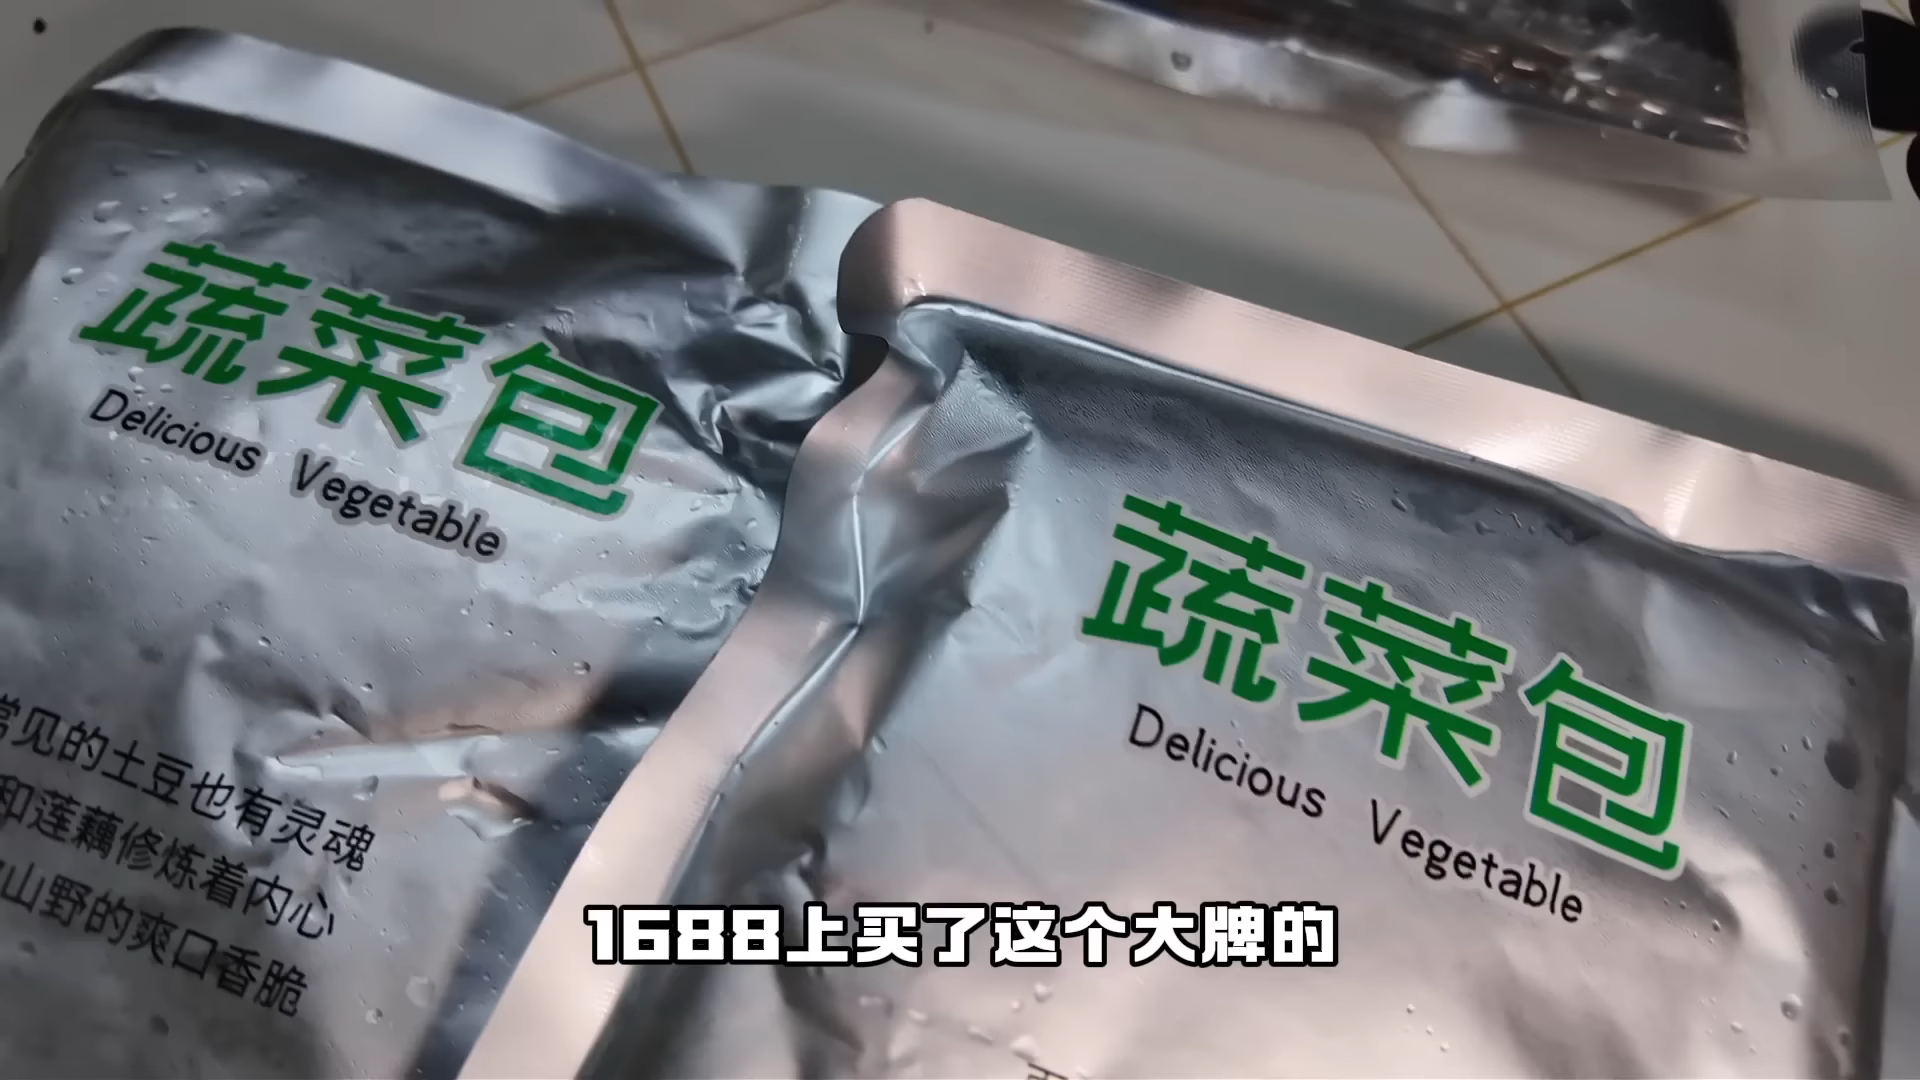 蔬菜包
Delicious Vegetable
常见的土豆也有灵魂
和莲藕修炼着内心
山野的爽口香脆
蔬菜包
Delicious Vegetable
1688上买了这个大牌的